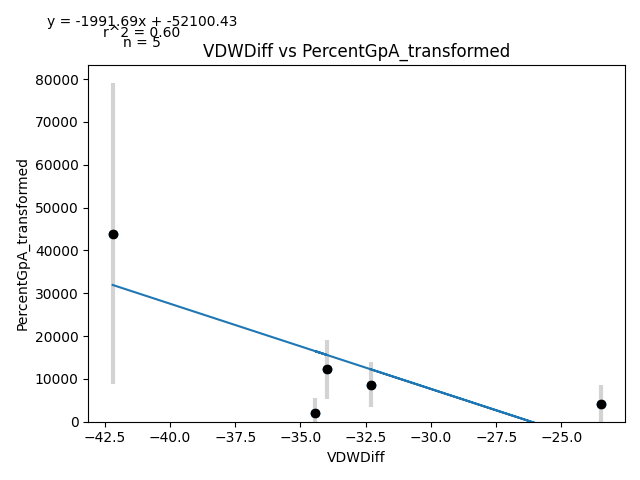 y = -1991.69x + -52100.43
r^2 = 0.60
n = 5
VDWDiff vs PercentGpA_transformed
80000
70000
60000
50000
40000
30000
20000
10000
0
PercentGpA_transformed
−42.5 −40.0 −37.5 −35.0 −32.5 −30.0 −27.5 −25.0
VDWDiff